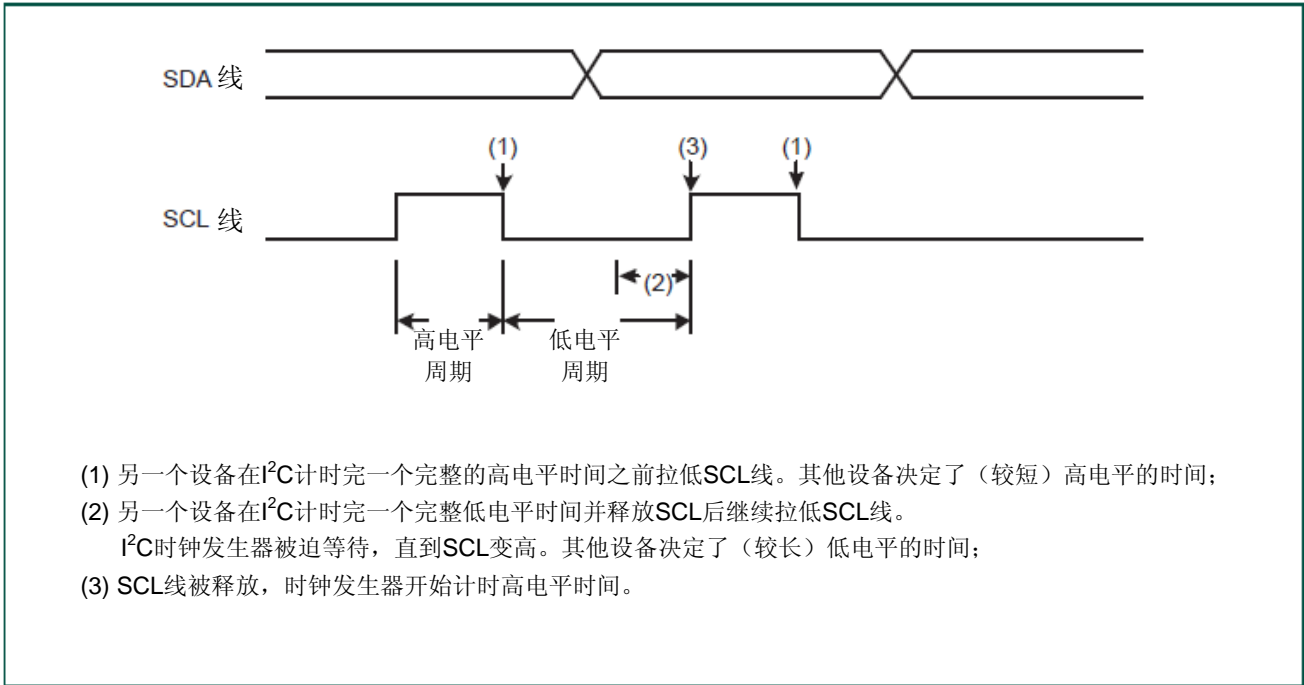 SDA 线
(1) (3) (1)
SCL 线
(2)
高电平 低电平
周期 周期
(1) 另一个设备在I²C计时完一个完整的高电平时间之前拉低SCL线。其他设备决定了（较短）高电平的时间；
(2) 另一个设备在I²C计时完一个完整低电平时间并释放SCL后继续拉低SCL线。
I²C时钟发生器被迫等待，直到SCL变高。其他设备决定了（较长）低电平的时间；
(3) SCL线被释放，时钟发生器开始计时高电平时间。